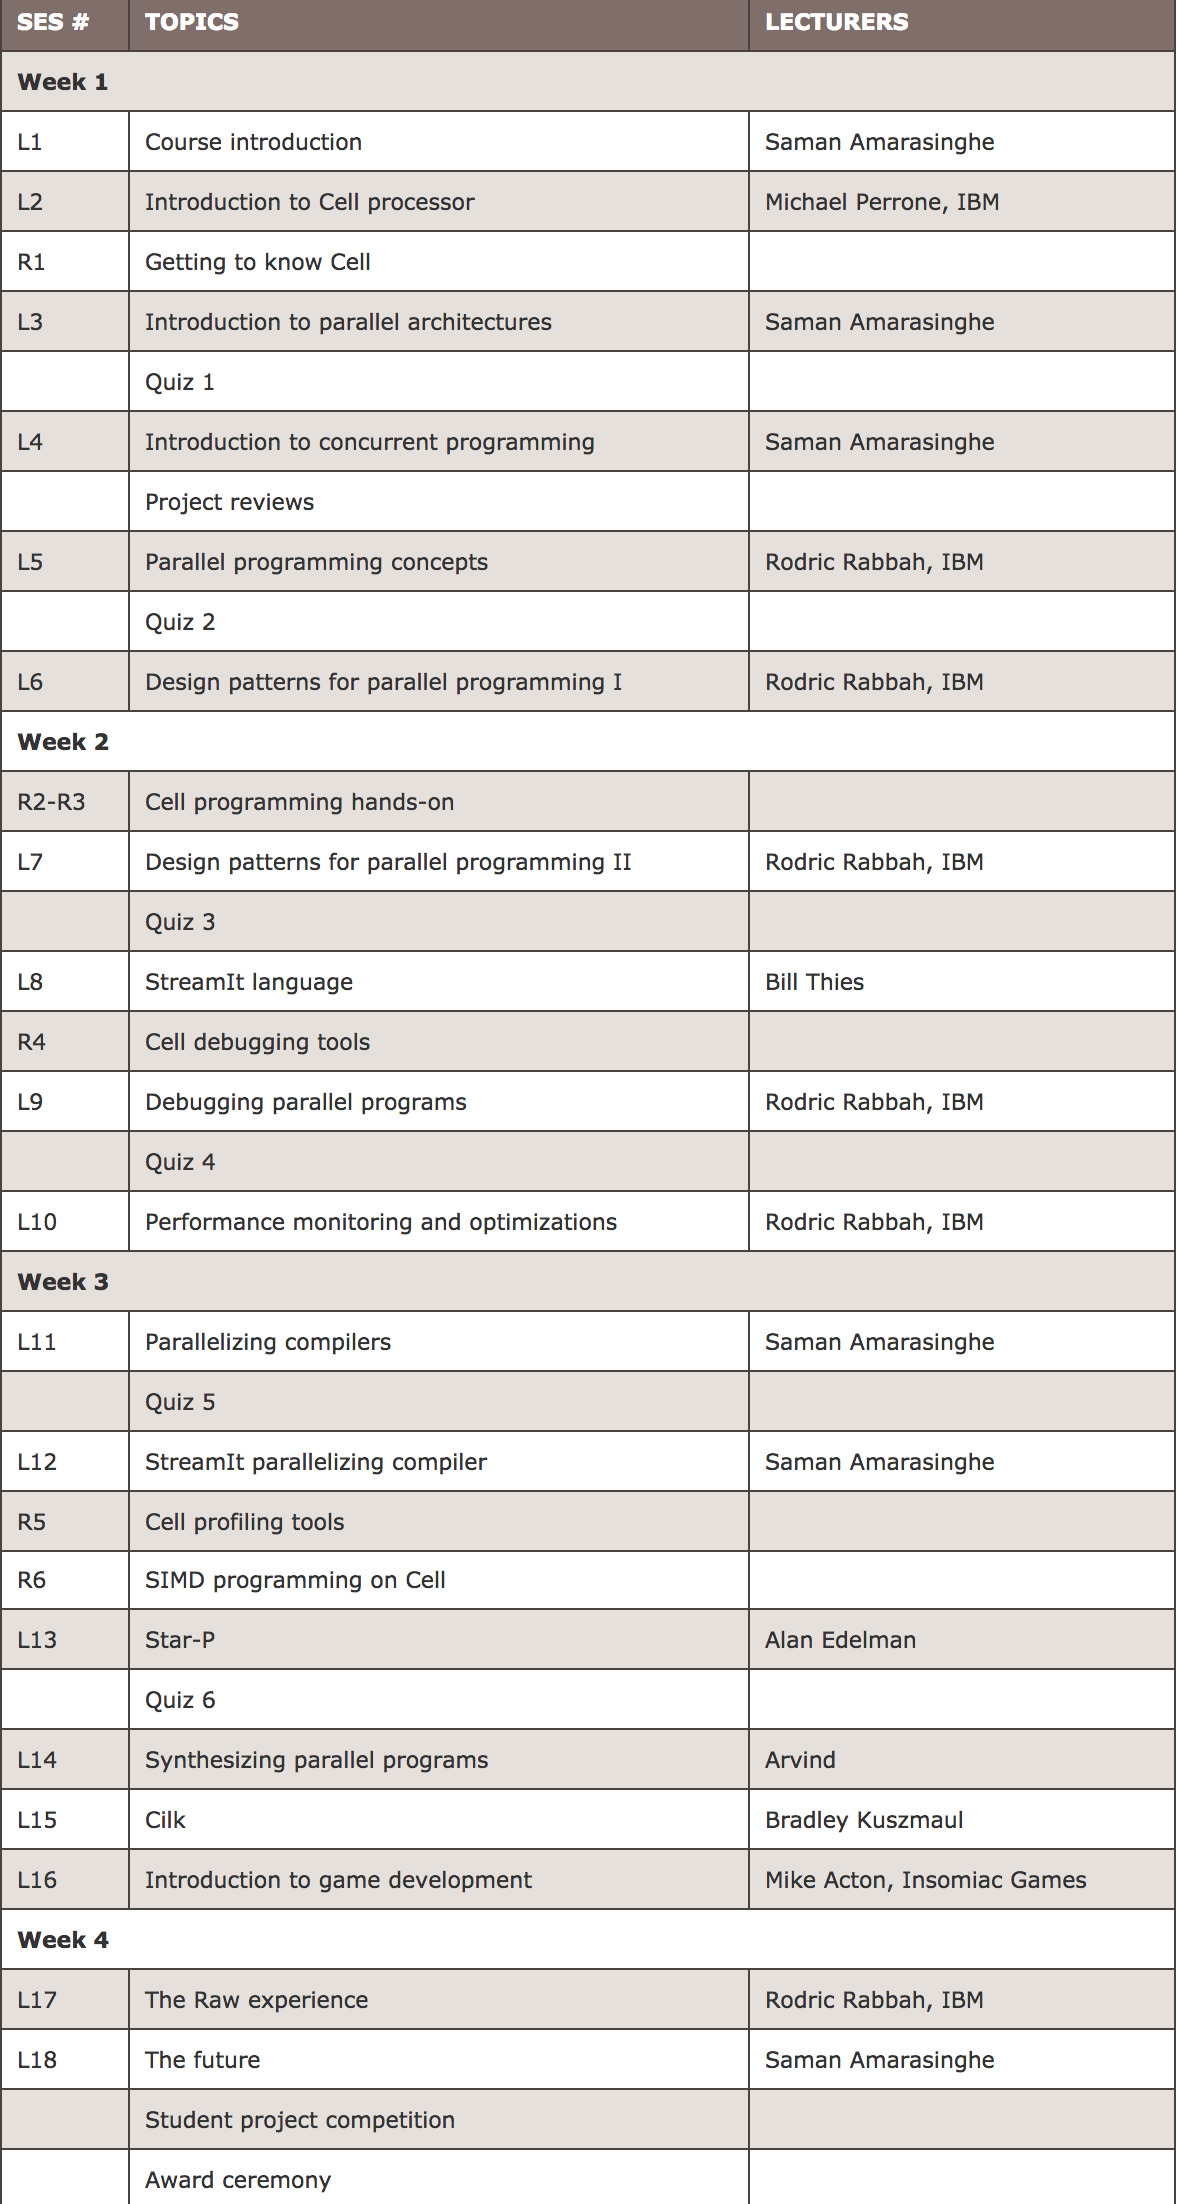 SES # TOPICS LECTURERS
Week 1
L1 Course introduction Saman Amarasinghe
L2 Introduction to Cell processor Michael Perrone, IBM
R1 Getting to know Cell
L3 Introduction to parallel architectures Saman Amarasinghe
Quiz 1
L4 Introduction to concurrent programming Saman Amarasinghe
Project reviews
L5 Parallel programming concepts Rodric Rabbah, IBM
Quiz 2
L6 Design patterns for parallel programming I Rodric Rabbah, IBM
Week 2
R2-R3 Cell programming hands-on
L7 Design patterns for parallel programming II Rodric Rabbah, IBM
Quiz 3
L8 StreamIt language Bill Thies
R4 Cell debugging tools
L9 Debugging parallel programs Rodric Rabbah, IBM
Quiz 4
L10 Performance monitoring and optimizations Rodric Rabbah, IBM
Week 3
L11 Parallelizing compilers Saman Amarasinghe
Quiz 5
L12 StreamIt parallelizing compiler Saman Amarasinghe
R5 Cell profiling tools
R6 SIMD programming on Cell
L13 Star-P Alan Edelman
Quiz 6
L14 Synthesizing parallel programs Arvind
L15 Cilk Bradley Kuszmaul
L16 Introduction to game development Mike Acton, Insomiac Games
Week 4
L17 The Raw experience Rodric Rabbah, IBM
L18 The future Saman Amarasinghe
Student project competition
Award ceremony